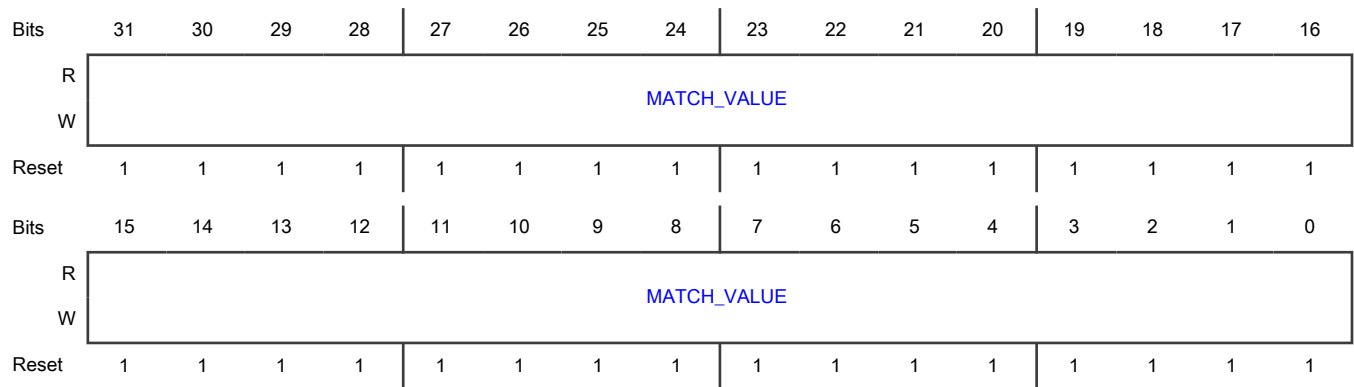 Bits 31 30 29 28 27 26 25 24 23 22 21 20 19 18 17 16
R
MATCH_VALUE
W
Reset 1 1 1 1 1 1 1 1 1 1 1 1 1 1 1 1
Bits 15 14 13 12 11 10 9 8 7 6 5 4 3 2 1 0
R
MATCH_VALUE
W
Reset 1 1 1 1 1 1 1 1 1 1 1 1 1 1 1 1